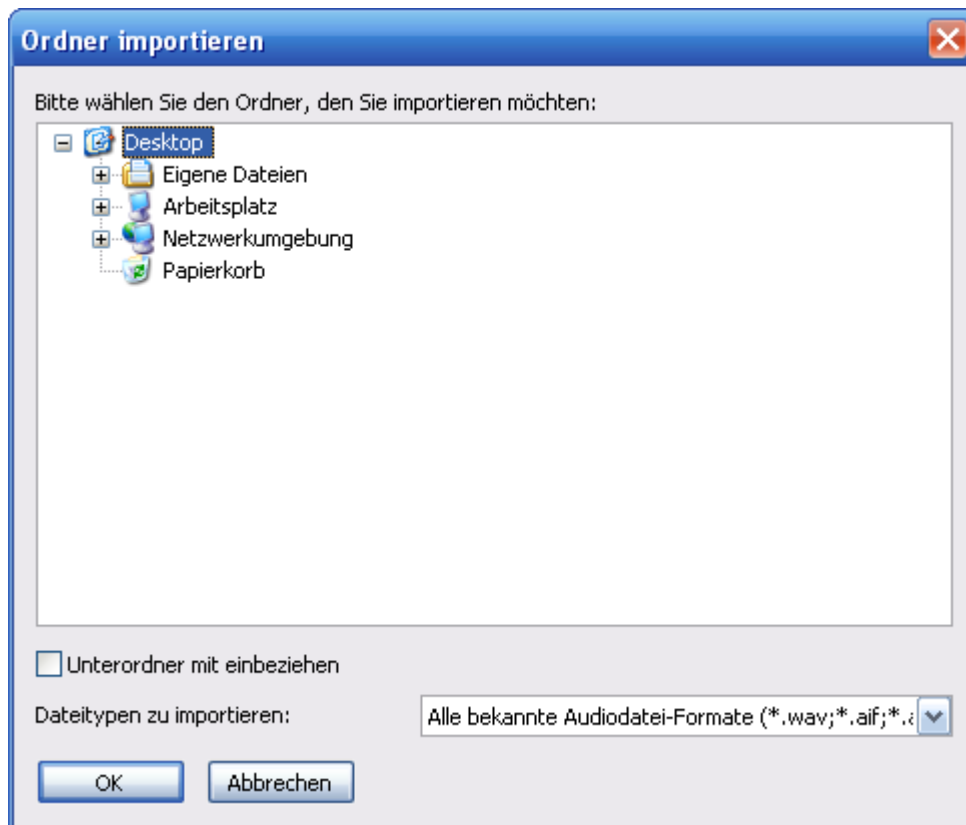 Ordner importieren
Bitte wählen Sie den Ordner, den Sie importieren möchten:
Desktop
Eigene Dateien
Arbeitsplatz
Netzwerkumgebung
Papierkorb
Unterordner mit einbeziehen
Dateitypen zu importieren:
Alle bekannte Audiodatei-Formate (*.wav;*.aif;*.a
OK
Abbrechen